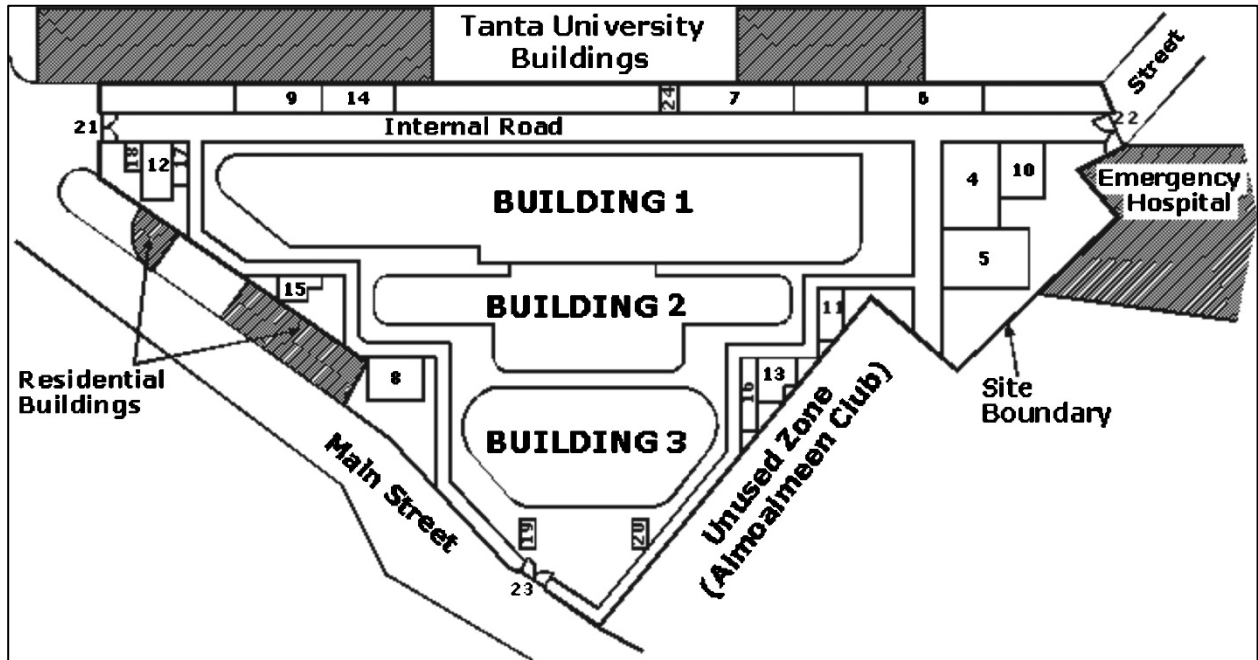 Tanta University
Buildings
Street
9
14
24
7
6
21
Internal Road
22
18
12
17
BUILDING 1
4
10
Emergency
Hospital
5
15
BUILDING 2
11
Residential
Buildings
8
16
13
Site
Boundary
BUILDING 3
Main Street
Unused Zone
(Almoalmeen Club)
19
20
23